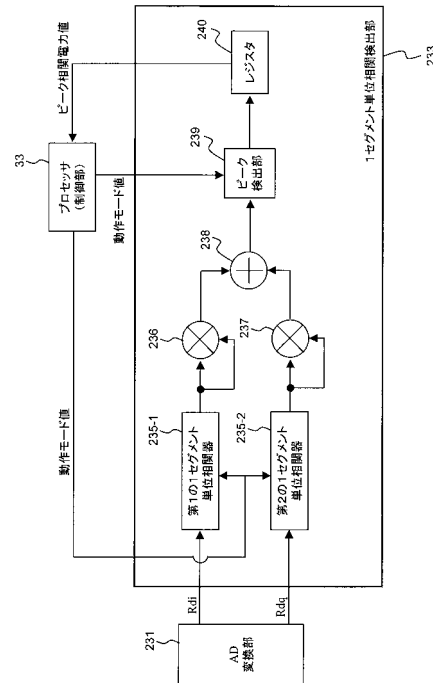 231
AD
変換部
Rdi
Rdq
動作モード値
33
プロセッサ
(制御部)
ピーク相関電力値
動作モード値
235-1
第1の1セグメント
単位相関器
235-2
第2の1セグメント
単位相関器
236
237
238
239
ピーク
検出部
240
レジスタ
1セグメント単位相関検出部
233